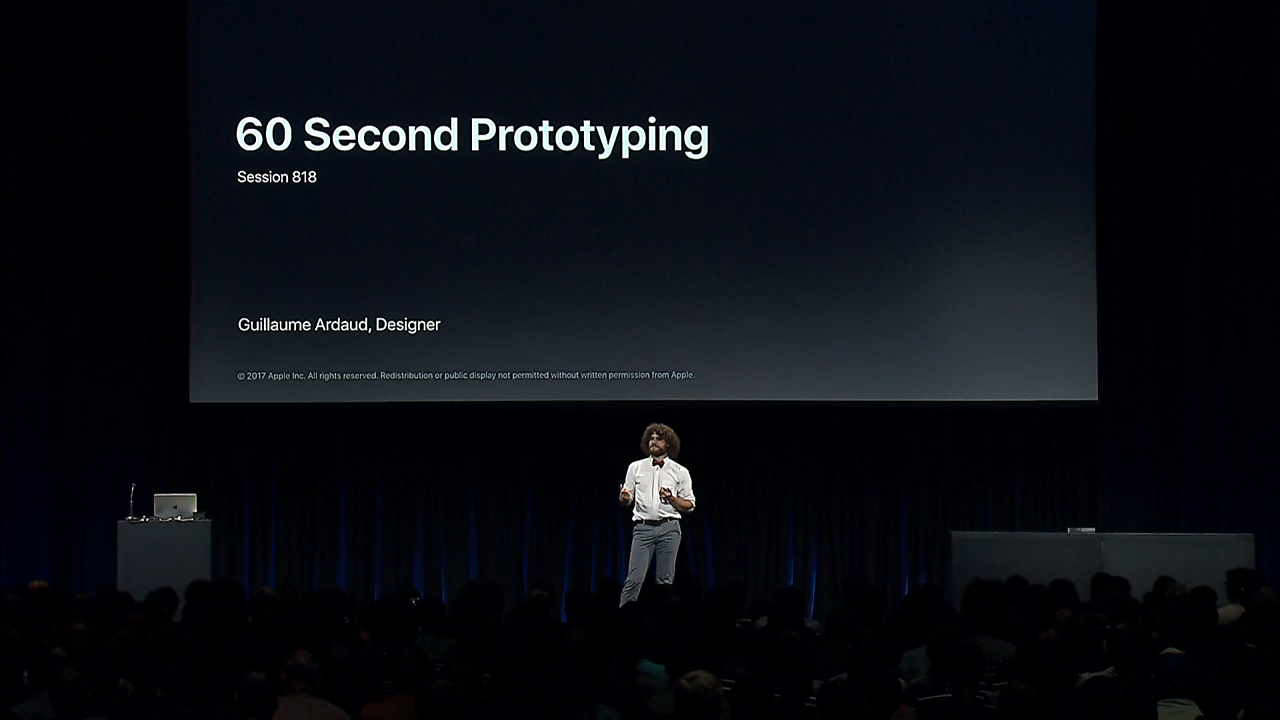 60 Second Prototyping
Session 818
Guillaume Ardaud, Designer
© 2017 Apple Inc. All rights reserved. Redistribution or public display not permitted without written permission from Apple.